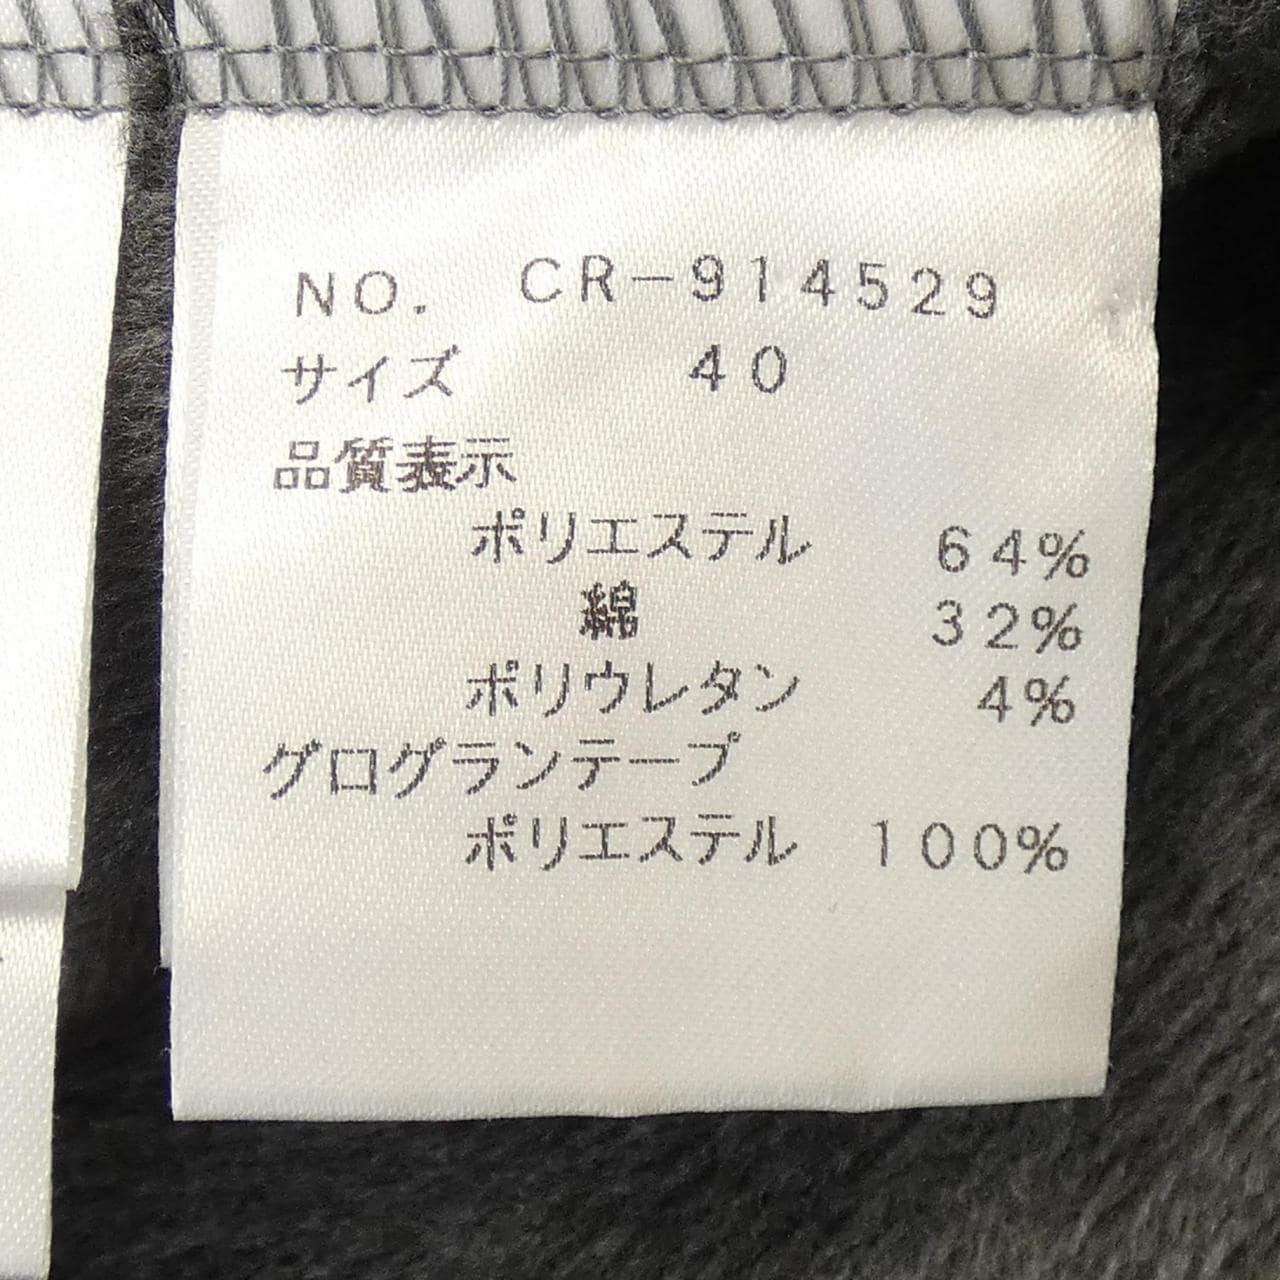 NO. CR-914529
サイズ 40
品質表示
ポリエステル 64%
綿 32%
ポリウレタン 4%
グログランテープ
ポリエステル 100%